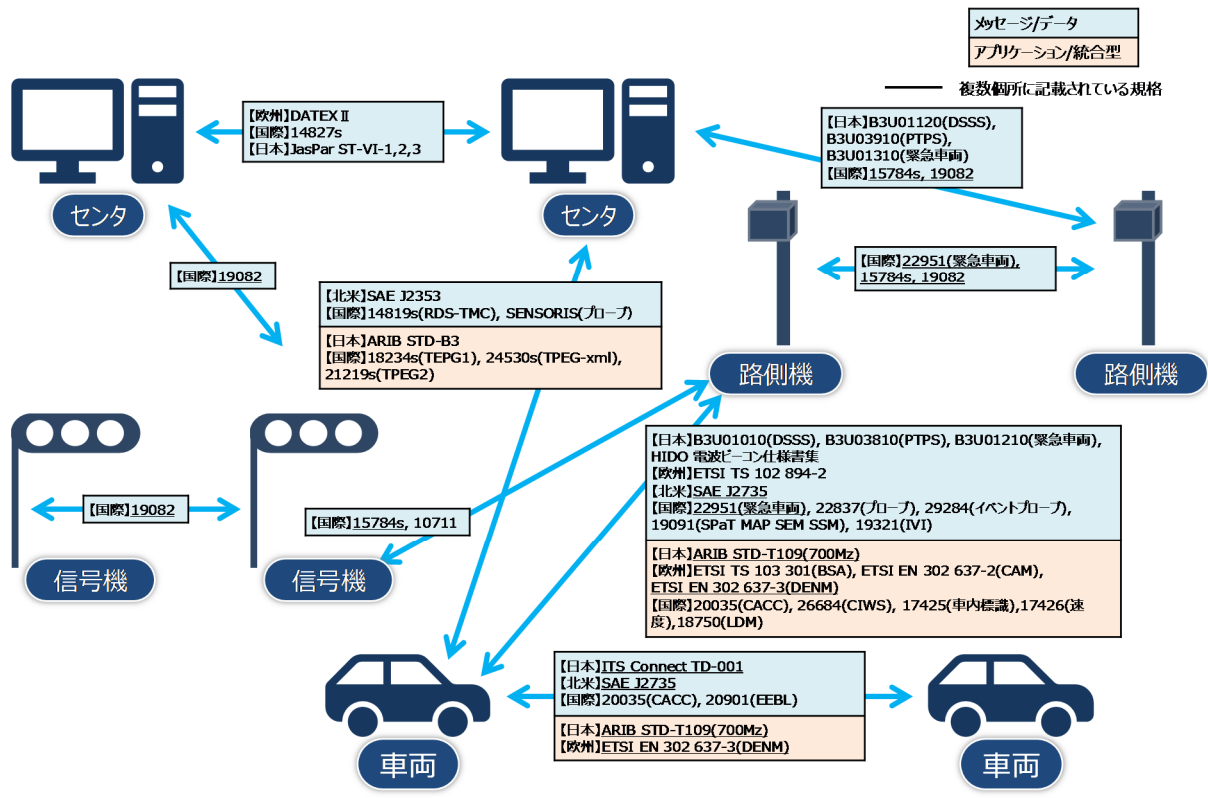 メッセージ/データ
アプリケーション/統合型
複数個所に記載されている規格
【欧州】DATEXⅡ
【国際】14827s
【日本】JasPar ST-VI-1,2,3
【日本】B3U01120(DSSS),
B3U03910(PTPS),
B3U01310(緊急車両)
【国際】15784s, 19082
センタ
センタ
【国際】19082
【国際】22951(緊急車両),
15784s, 19082
【北米】SAE J2353
【国際】14819s(RDS-TMC), SENSORIS(プローブ)
【日本】ARIB STD-B3
【国際】18234s(TEPG1), 24530s(TPEG-xml),
21219s(TPEG2)
路側機
路側機
【日本】B3U01010(DSSS), B3U03810(PTPS), B3U01210(緊急車両),
HIDO 電波ビーコン仕様書集
【欧州】ETSI TS 102 894-2
【北米】SAE J2735
【国際】22951(緊急車両), 22837(プローブ), 29284(イベントプローブ),
19091(SPaT MAP SEM SSM), 19321(IVI)
【日本】ARIB STD-T109(700Mz)
【欧州】ETSI TS 103 301(BSA), ETSI EN 302 637-2(CAM),
ETSI EN 302 637-3(DENM)
【国際】20035(CACC), 26684(CIWS), 17425(車内標識),17426(速
度),18750(LDM)
【国際】19082
【国際】15784s, 10711
信号機
信号機
【日本】ITS Connect TD-001
【北米】SAE J2735
【国際】20035(CACC), 20901(EEBL)
【日本】ARIB STD-T109(700Mz)
【欧州】ETSI EN 302 637-3(DENM)
車両
車両